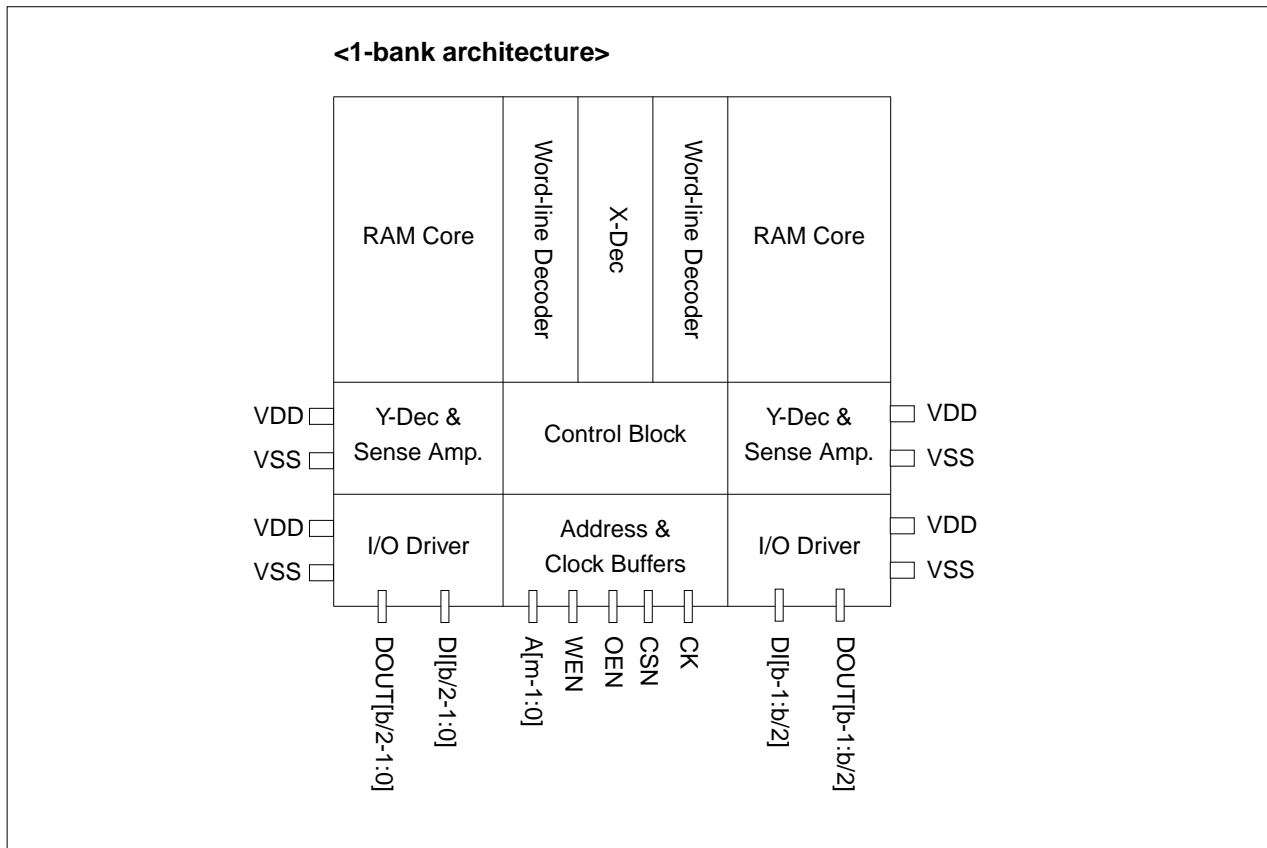 <1-bank architecture>
RAM Core
Word-line Decoder
X-Dec
Word-line Decoder
RAM Core
VDD
VSS
Y-Dec &
Sense Amp.
Control Block
Y-Dec &
Sense Amp.
VDD
VSS
VDD
VSS
I/O Driver
Address &
Clock Buffers
I/O Driver
VDD
VSS
DOUT[b/2-1:0]
DI[b/2-1:0]
A[m-1:0]
WEN
OEN
CSN
CK
DI[b-1:b/2]
DOUT[b-1:b/2]